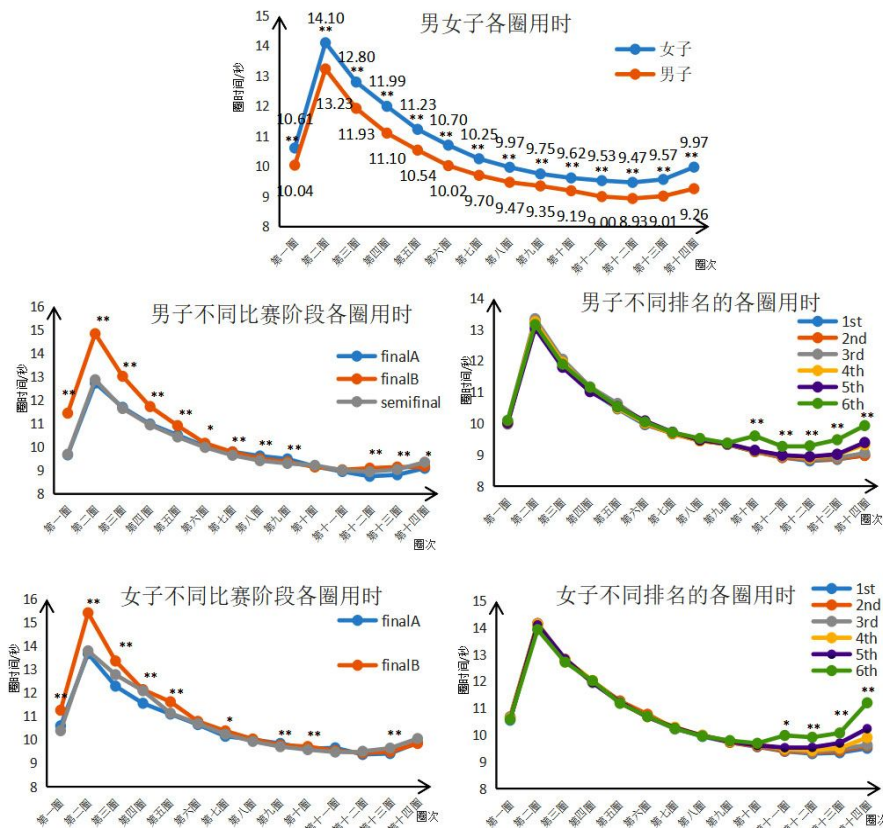 男女子各圈用时
圈时间/秒
15
14
13
12
11
10
9
8
女子
男子
10.61
14.10
12.80
11.99
11.23
10.70
10.25
9.97
9.75
9.62
9.53
9.47
9.57
9.97
10.04
13.23
11.93
11.10
10.54
10.02
9.70
9.47
9.35
9.19
9.00
8.93
9.01
9.26
** ** ** ** ** ** ** ** ** ** ** ** ** **
第一圈 第二圈 第三圈 第四圈 第五圈 第六圈 第七圈 第八圈 第九圈 第十圈 第十一圈 第十二圈 第十三圈 第十四圈
圈次
男子不同比赛阶段各圈用时
圈时间/秒
16
15
14
13
12
11
10
9
8
finalA
finalB
semifinal
** ** ** ** ** * ** ** ** ** ** *
第一圈 第二圈 第三圈 第四圈 第五圈 第六圈 第七圈 第八圈 第九圈 第十圈 第十一圈 第十二圈 第十三圈 第十四圈
圈次
男子不同排名的各圈用时
圈时间/秒
14
13
12
11
10
9
8
1st
2nd
3rd
4th
5th
6th
** ** ** ** **
第一圈 第二圈 第三圈 第四圈 第五圈 第六圈 第七圈 第八圈 第九圈 第十圈 第十一圈 第十二圈 第十三圈 第十四圈
圈次
女子不同比赛阶段各圈用时
圈时间/秒
16
15
14
13
12
11
10
9
8
finalA
finalB
** ** ** ** ** * ** ** **
第一圈 第二圈 第三圈 第四圈 第五圈 第六圈 第七圈 第八圈 第九圈 第十圈 第十一圈 第十二圈 第十三圈 第十四圈
圈次
女子不同排名的各圈用时
圈时间/秒
15
14
13
12
11
10
9
8
1st
2nd
3rd
4th
5th
6th
* ** ** **
第一圈 第二圈 第三圈 第四圈 第五圈 第六圈 第七圈 第八圈 第九圈 第十圈 第十一圈 第十二圈 第十三圈 第十四圈
圈次